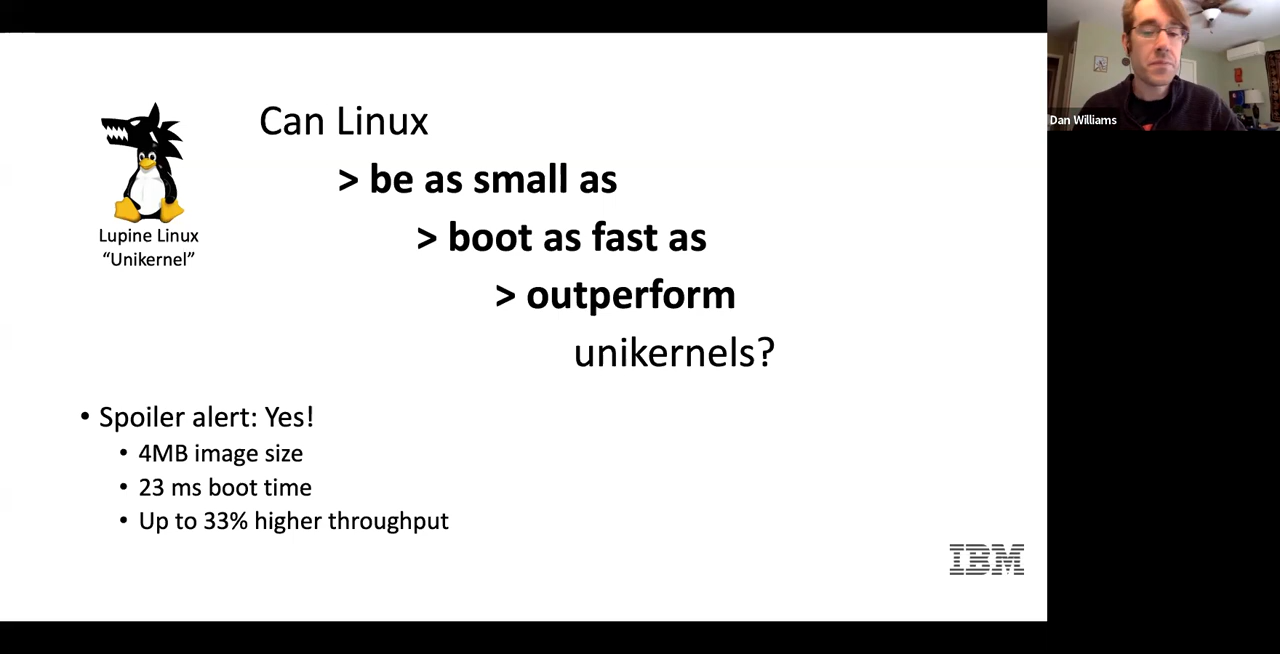 Can Linux
> be as small as
> boot as fast as
> outperform
unikernels?
Lupine Linux
“Unikernel”
• Spoiler alert: Yes!
• 4MB image size
• 23 ms boot time
• Up to 33% higher throughput
IBM
Dan Williams